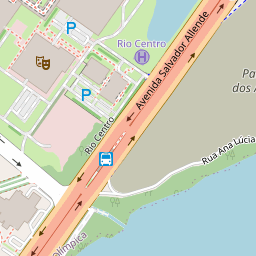 P
Rio Centro
H
Avenida Salvador Allende
Pa
dos A
P
Rio Centro
Rua Ana Lúcia
olímpica